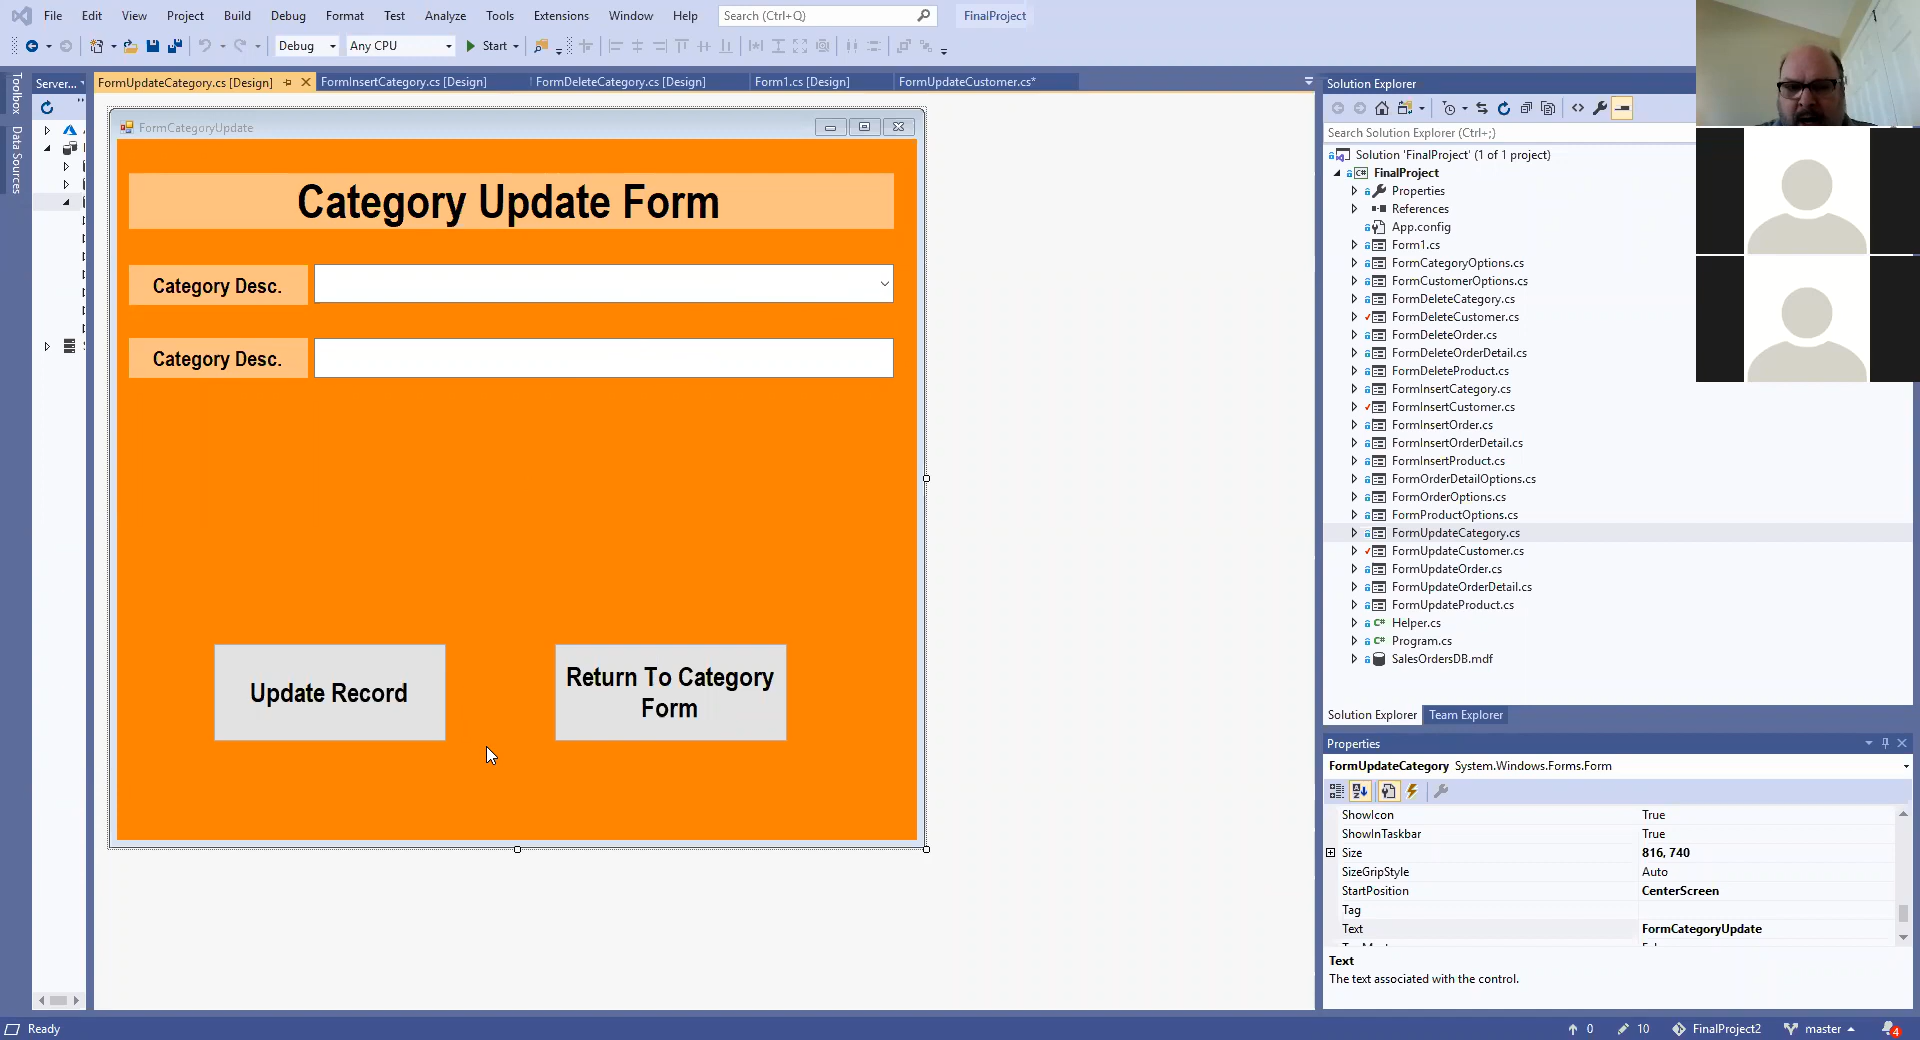 File Edit View Project Build Debug Format Test Analyze Tools Extensions Window Help Search (Ctrl+Q) FinalProject
Debug Any CPU Start
FormUpdateCategory.cs [Design] FormInsertCategory.cs [Design] FormDeleteCategory.cs [Design] Form1.cs [Design] FormUpdateCustomer.cs*
Toolbox
Data Sources
Server...
FormCategoryUpdate
Category Update Form
Category Desc.
Category Desc.
Update Record
Return To Category
Form
Solution Explorer
Search Solution Explorer (Ctrl+;)
Solution 'FinalProject' (1 of 1 project)
FinalProject
Properties
References
App.config
Form1.cs
FormCategoryOptions.cs
FormCustomerOptions.cs
FormDeleteCategory.cs
FormDeleteCustomer.cs
FormDeleteOrder.cs
FormDeleteOrderDetail.cs
FormDeleteProduct.cs
FormInsertCategory.cs
FormInsertCustomer.cs
FormInsertOrder.cs
FormInsertOrderDetail.cs
FormInsertProduct.cs
FormOrderDetailOptions.cs
FormOrderOptions.cs
FormProductOptions.cs
FormUpdateCategory.cs
FormUpdateCustomer.cs
FormUpdateOrder.cs
FormUpdateOrderDetail.cs
FormUpdateProduct.cs
Helper.cs
Program.cs
SalesOrdersDB.mdf
Solution Explorer Team Explorer
Properties
FormUpdateCategory System.Windows.Forms.Form
ShowIcon True
ShowInTaskbar True
Size 816, 740
SizeGripStyle Auto
StartPosition CenterScreen
Tag
Text FormCategoryUpdate
Text
The text associated with the control.
Ready 0 10 FinalProject2 master 4